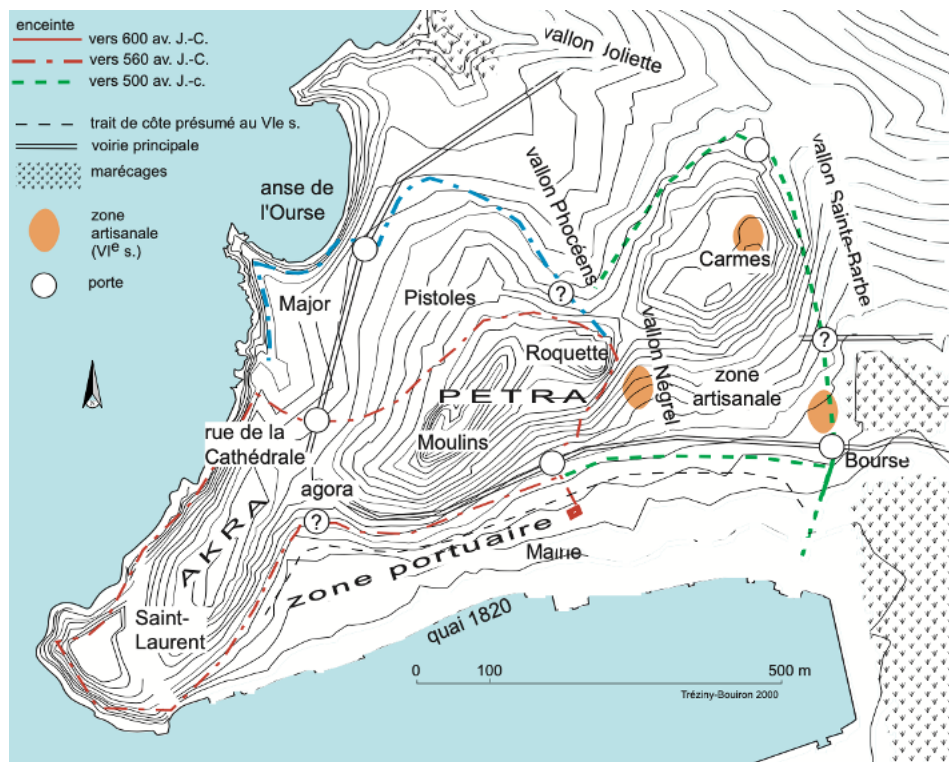 enceinte
vers 600 av. J.-C.
vers 560 av. J.-C.
vers 500 av. J.-c.
trait de côte présumé au VIe s.
voirie principale
marécages
zone
artisanale
(VIe s.)
porte
vallon Joliette
anse de
l'Ourse
vallon Phocéens
vallon Sainte-Barbe
Carmes
Major
Pistoles
?
?
Roquette
vallon Negrel
zone
artisanale
PETRA
Moulins
rue de la
Cathédrale
agora
Bourse
?
AKRA
zone portuaire
Mairie
Saint-
Laurent
quai 1820
0 100 500 m
Tréziny-Bouiron 2000